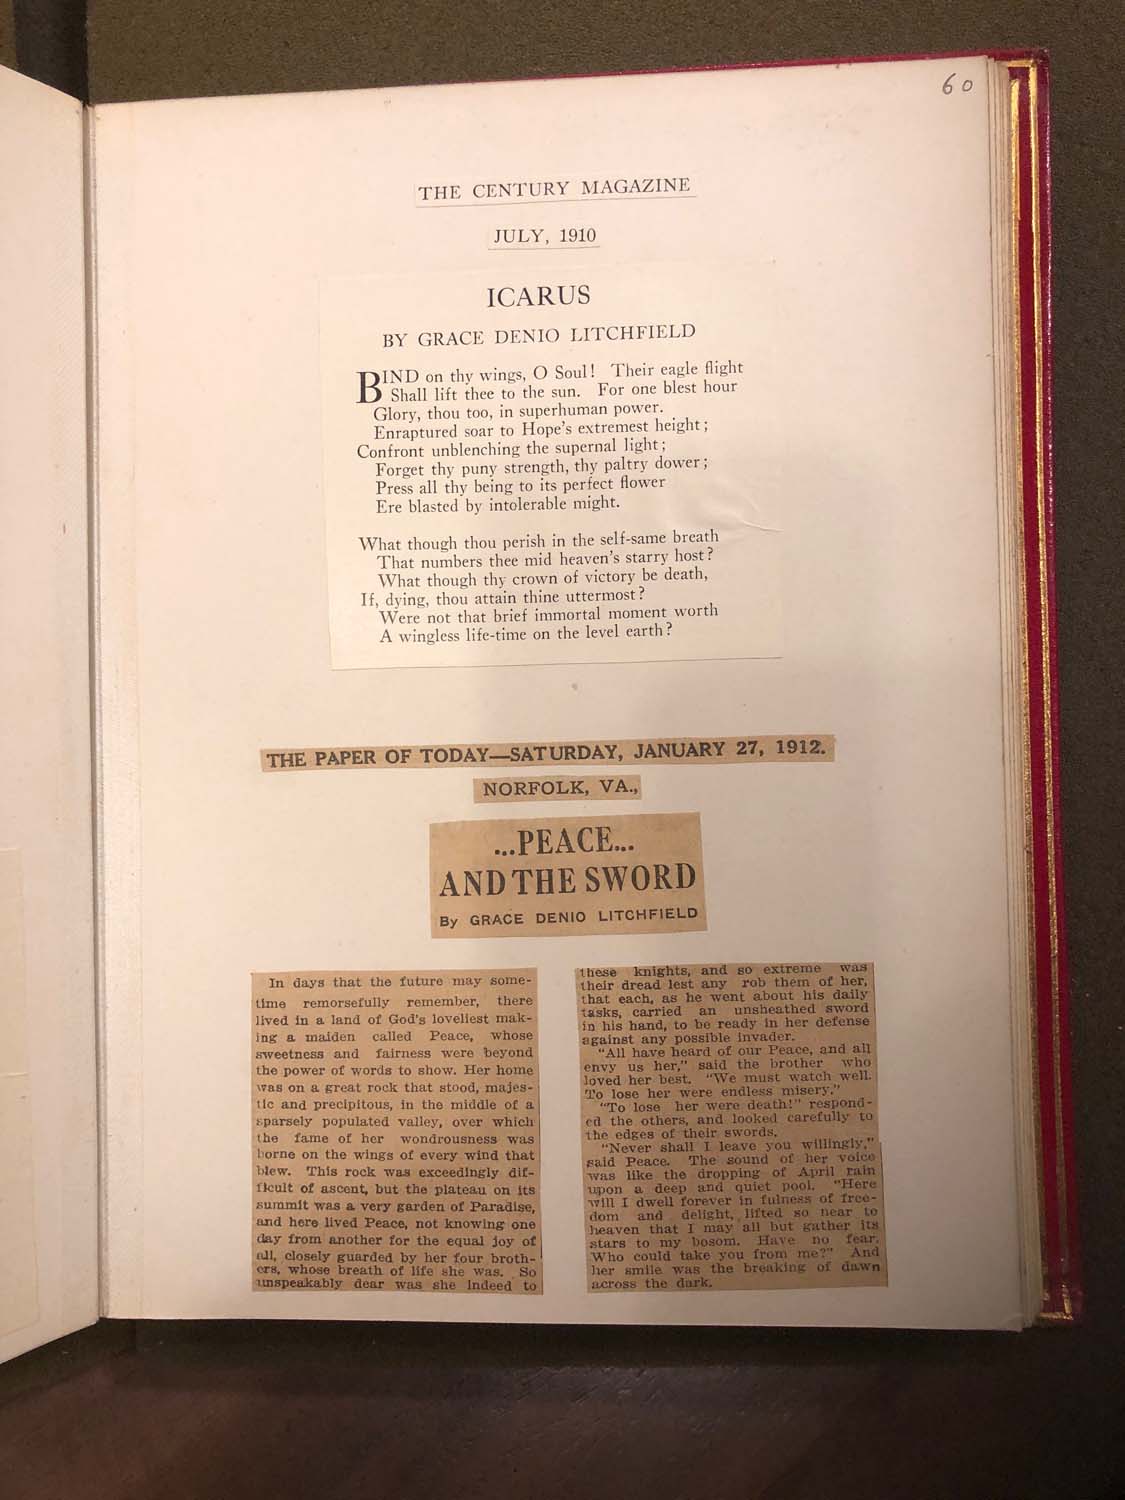 60
THE CENTURY MAGAZINE
JULY, 1910
ICARUS
BY GRACE DENIO LITCHFIELD
BIND on thy wings, O Soul! Their eagle flight
Shall lift thee to the sun. For one blest hour
Glory, thou too, in superhuman power.
Enraptured soar to Hope's extremest height;
Confront unblenching the supernal light;
Forget thy puny strength, thy paltry dower;
Press all thy being to its perfect flower
Ere blasted by intolerable might.
What though thou perish in the self-same breath
That numbers thee mid heaven's starry host?
What though thy crown of victory be death,
If, dying, thou attain thine uttermost?
Were not that brief immortal moment worth
A wingless life-time on the level earth?
THE PAPER OF TODAY—SATURDAY, JANUARY 27, 1912.
NORFOLK, VA.,
...PEACE...
AND THE SWORD
By GRACE DENIO LITCHFIELD
In days that the future may some-
time remorsefully remember, there
lived in a land of God's loveliest mak-
ing a maiden called Peace, whose
sweetness and fairness were beyond
the power of words to show. Her home
was on a great rock that stood, majes-
tic and precipitous, in the middle of a
sparsely populated valley, over which
the fame of her wondrousness was
borne on the wings of every wind that
blew. This rock was exceedingly dif-
ficult of ascent, but the plateau on its
summit was a very garden of Paradise,
and here lived Peace, not knowing one
day from another for the equal joy of
all, closely guarded by her four broth-
ers, whose breath of life she was. So
unspeakably dear was she indeed to
these knights, and so extreme was
their dread lest any rob them of her,
that each, as he went about his daily
tasks, carried an unsheathed sword
in his hand, to be ready in her defense
against any possible invader.
"All have heard of our Peace, and all
envy us her," said the brother who
loved her best. "We must watch well.
To lose her were endless misery."
"To lose her were death!" respond-
ed the others, and looked carefully to
the edges of their swords.
"Never shall I leave you willingly,"
said Peace. The sound of her voice
was like the dropping of April rain
upon a deep and quiet pool. "Here
will I dwell forever in fulness of free-
dom and delight, lifted so near to
heaven that I may all but gather its
stars to my bosom. Have no fear.
Who could take you from me?" And
her smile was the breaking of dawn
across the dark.